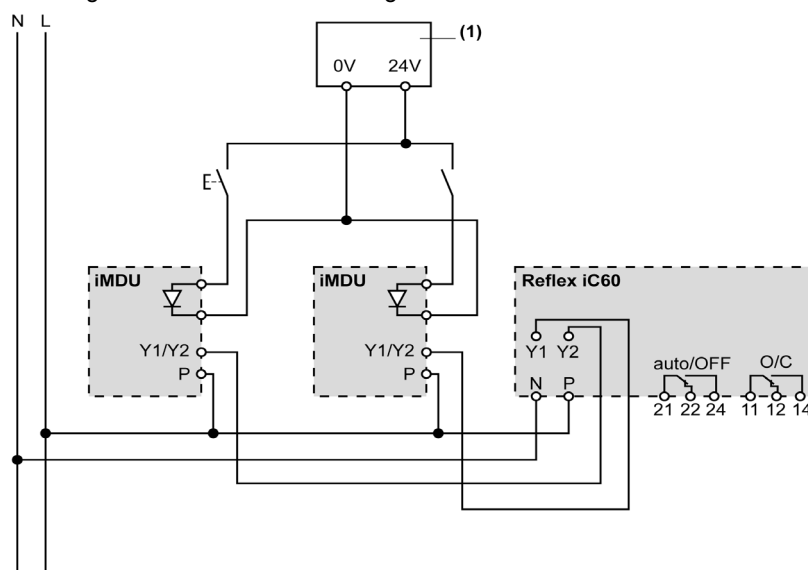 N L
(1)
0V 24V
E
iMDU
iMDU
Reflex iC60
Y1/Y2
P
Y1/Y2
P
Y1 Y2
N P
auto/OFF
O/C
21 22 24 11 12 14